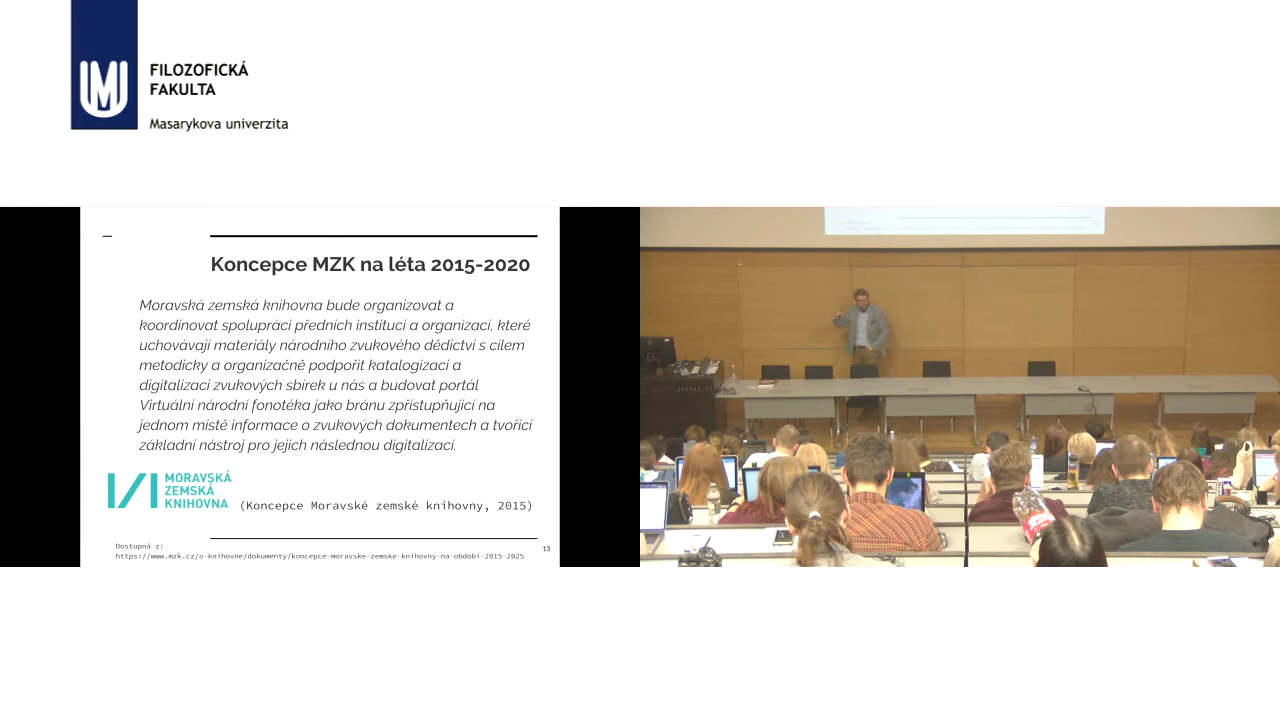 FILOZOFICKÁ
FAKULTA
Masarykova univerzita
Koncepce MZK na léta 2015-2020
Moravská zemská knihovna bude organizovat a
koordinovat spolupráci předních institucí a organizací, které
uchovávají materiály národního zvukového dědictví s cílem
metodicky a organizačně podpořit katalogizaci a
digitalizaci zvukových sbírek u nás a budovat portál
Virtuální národní fonotéka jako bránu zpřístupňující na
jednom místě informace o zvukových dokumentech a tvořící
základní nástroj pro jejich následnou digitalizaci.
MORAVSKÁ
ZEMSKÁ
KNIHOVNA
(Koncepce Moravské zemské knihovny, 2015)
Dostupná z:
https://www.mzk.cz/o-knihovne/dokumenty/koncepce-moravske-zemske-knihovny-na-obdobi-2015-2025
13